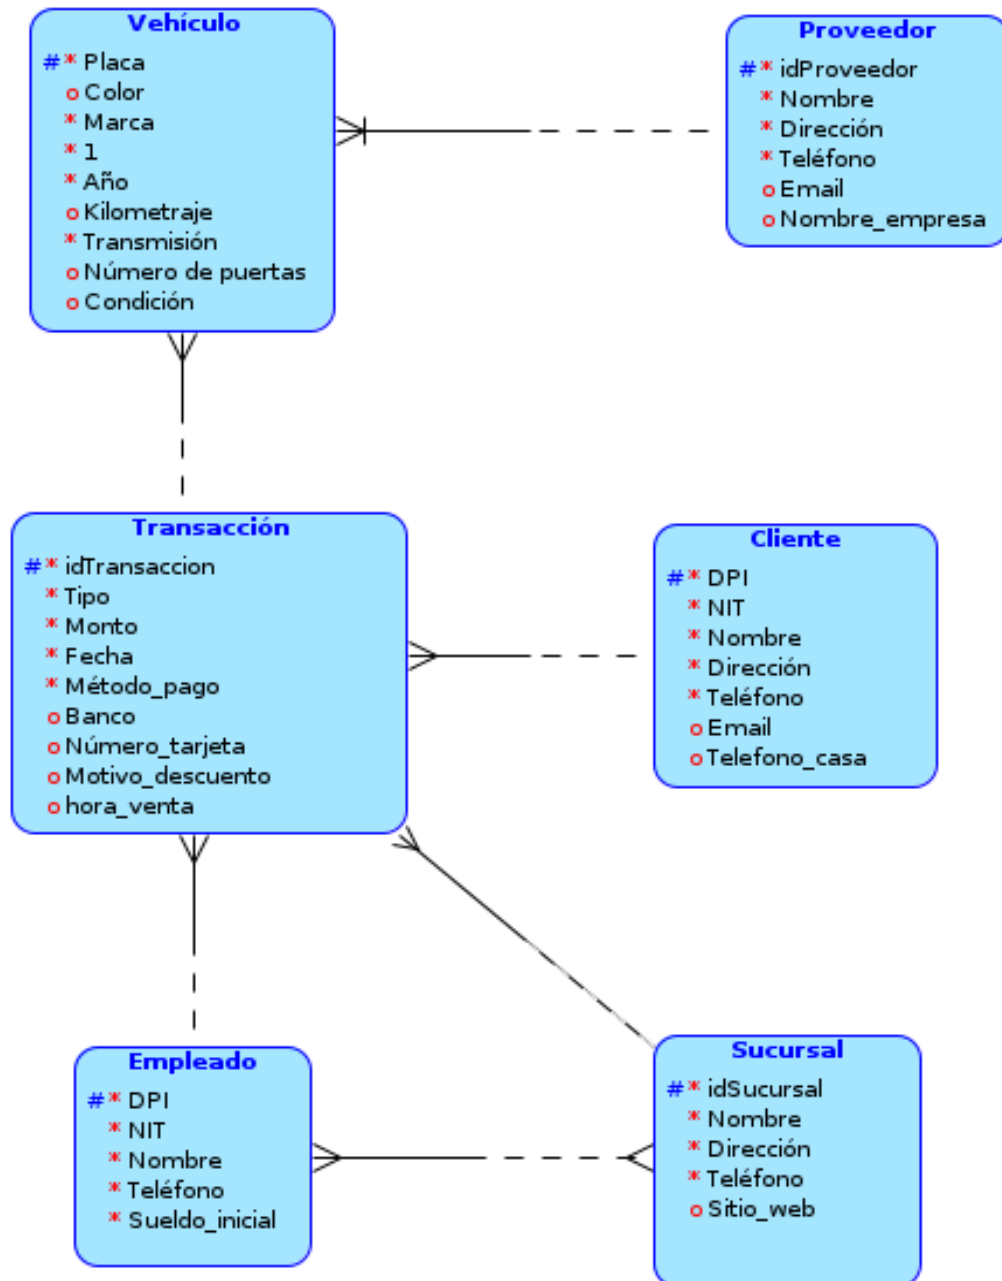 Vehículo
#* Placa
o Color
* Marca
* 1
* Año
o Kilometraje
* Transmisión
o Número de puertas
o Condición
Proveedor
#* idProveedor
* Nombre
* Dirección
* Teléfono
o Email
o Nombre_empresa
Transacción
#* idTransaccion
* Tipo
* Monto
* Fecha
* Método_pago
o Banco
o Número_tarjeta
o Motivo_descuento
o hora_venta
Cliente
#* DPI
* NIT
* Nombre
* Dirección
* Teléfono
o Email
o Telefono_casa
Empleado
#* DPI
* NIT
* Nombre
* Teléfono
* Sueldo_inicial
Sucursal
#* idSucursal
* Nombre
* Dirección
* Teléfono
o Sitio_web